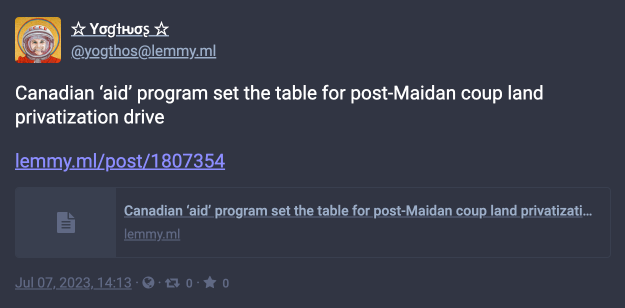 ☆ Yσɠƚԋσʂ ☆
@yogthos@lemmy.ml
Canadian ‘aid’ program set the table for post-Maidan coup land
privatization drive
lemmy.ml/post/1807354
Canadian ‘aid’ program set the table for post-Maidan coup land privatizati…
lemmy.ml
Jul 07, 2023, 14:13 · · 0 · 0